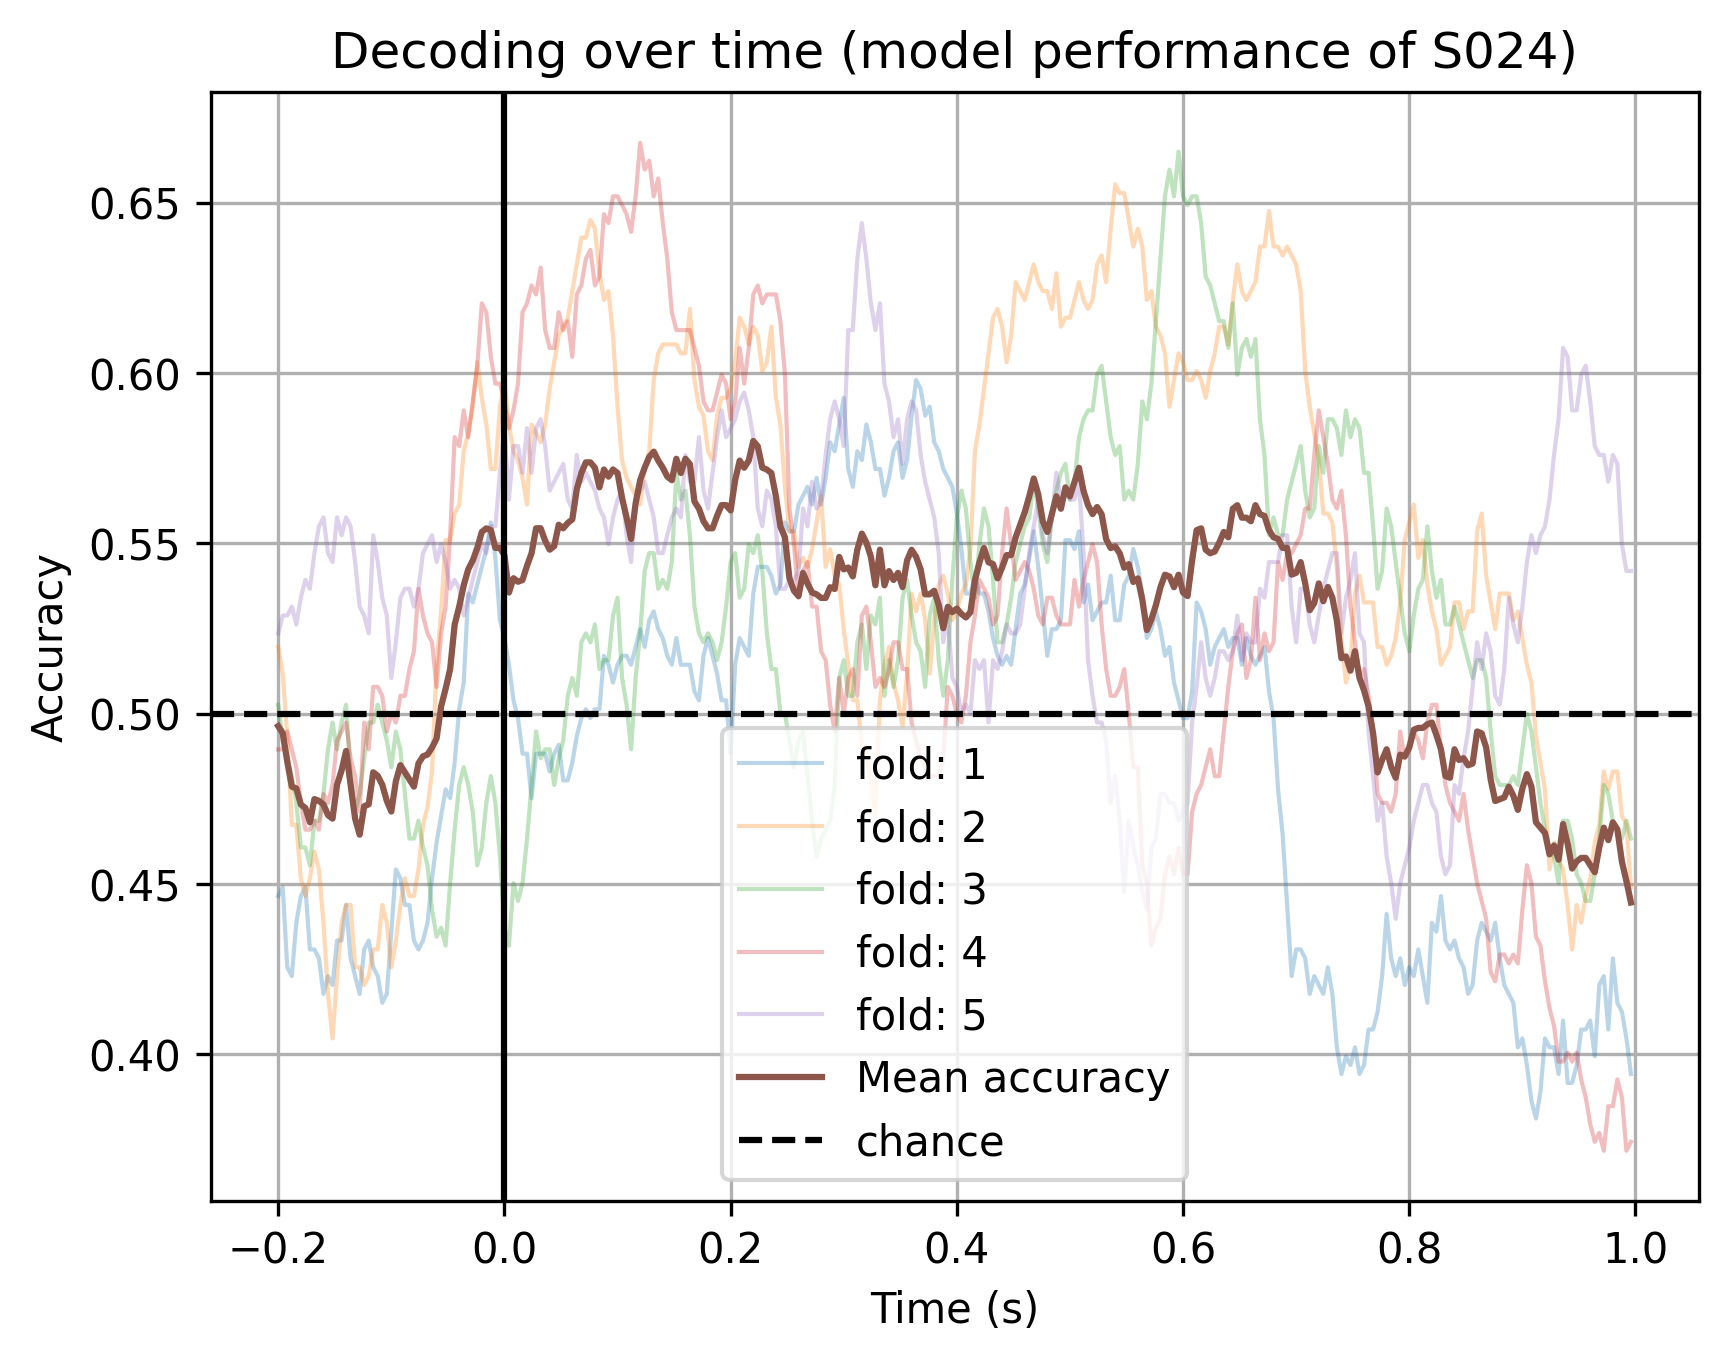 Decoding over time (model performance of S024)
Accuracy
0.65
0.60
0.55
0.50
0.45
0.40
fold: 1
fold: 2
fold: 3
fold: 4
fold: 5
Mean accuracy
chance
−0.2 0.0 0.2 0.4 0.6 0.8 1.0
Time (s)